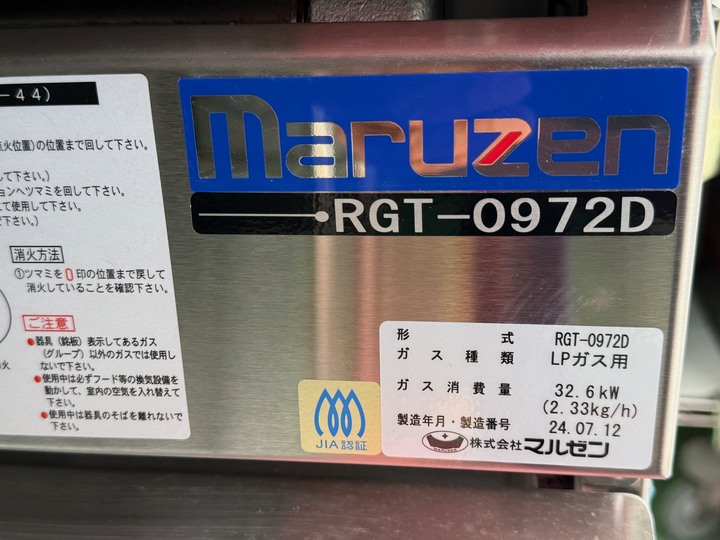 -44)
点火位置)の位置まで回して下さい。
して下さい。)
ションへツマミを回して下さい。
て使用して下さい。
で下さい。)
消火方法
①ツマミを0印の位置まで戻して
消火していることを確認下さい。
ご注意
●器具(銘板)表示してあるガス
(グループ)以外のガスでは使用し
ないで下さい。
●使用中は必ずフード等の換気設備を
動かして、室内の空気を入れ替えて
下さい。
●使用中は器具のそばを離れないで
下さい。
maruzen
RGT-0972D
JIA認証
形式 RGT-0972D
ガス種類 LPガス用
ガス消費量 32.6kW
(2.33kg/h)
製造年月・製造番号 24.07.12
株式会社マルゼン